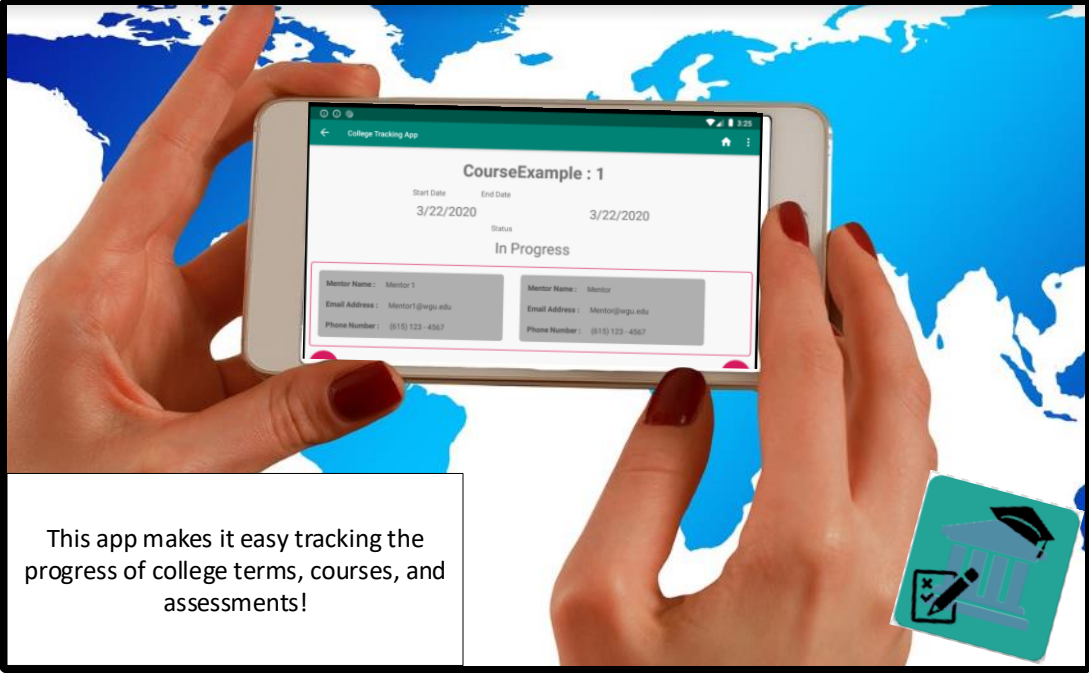 3:25
College Tracking App
CourseExample : 1
Start Date End Date
3/22/2020 3/22/2020
Status
In Progress
Mentor Name : Mentor 1
Email Address : Mentor1@wgu.edu
Phone Number : (615) 123 - 4567
Mentor Name : Mentor
Email Address : Mentor@wgu.edu
Phone Number : (615) 123 - 4567
This app makes it easy tracking the
progress of college terms, courses, and
assessments!